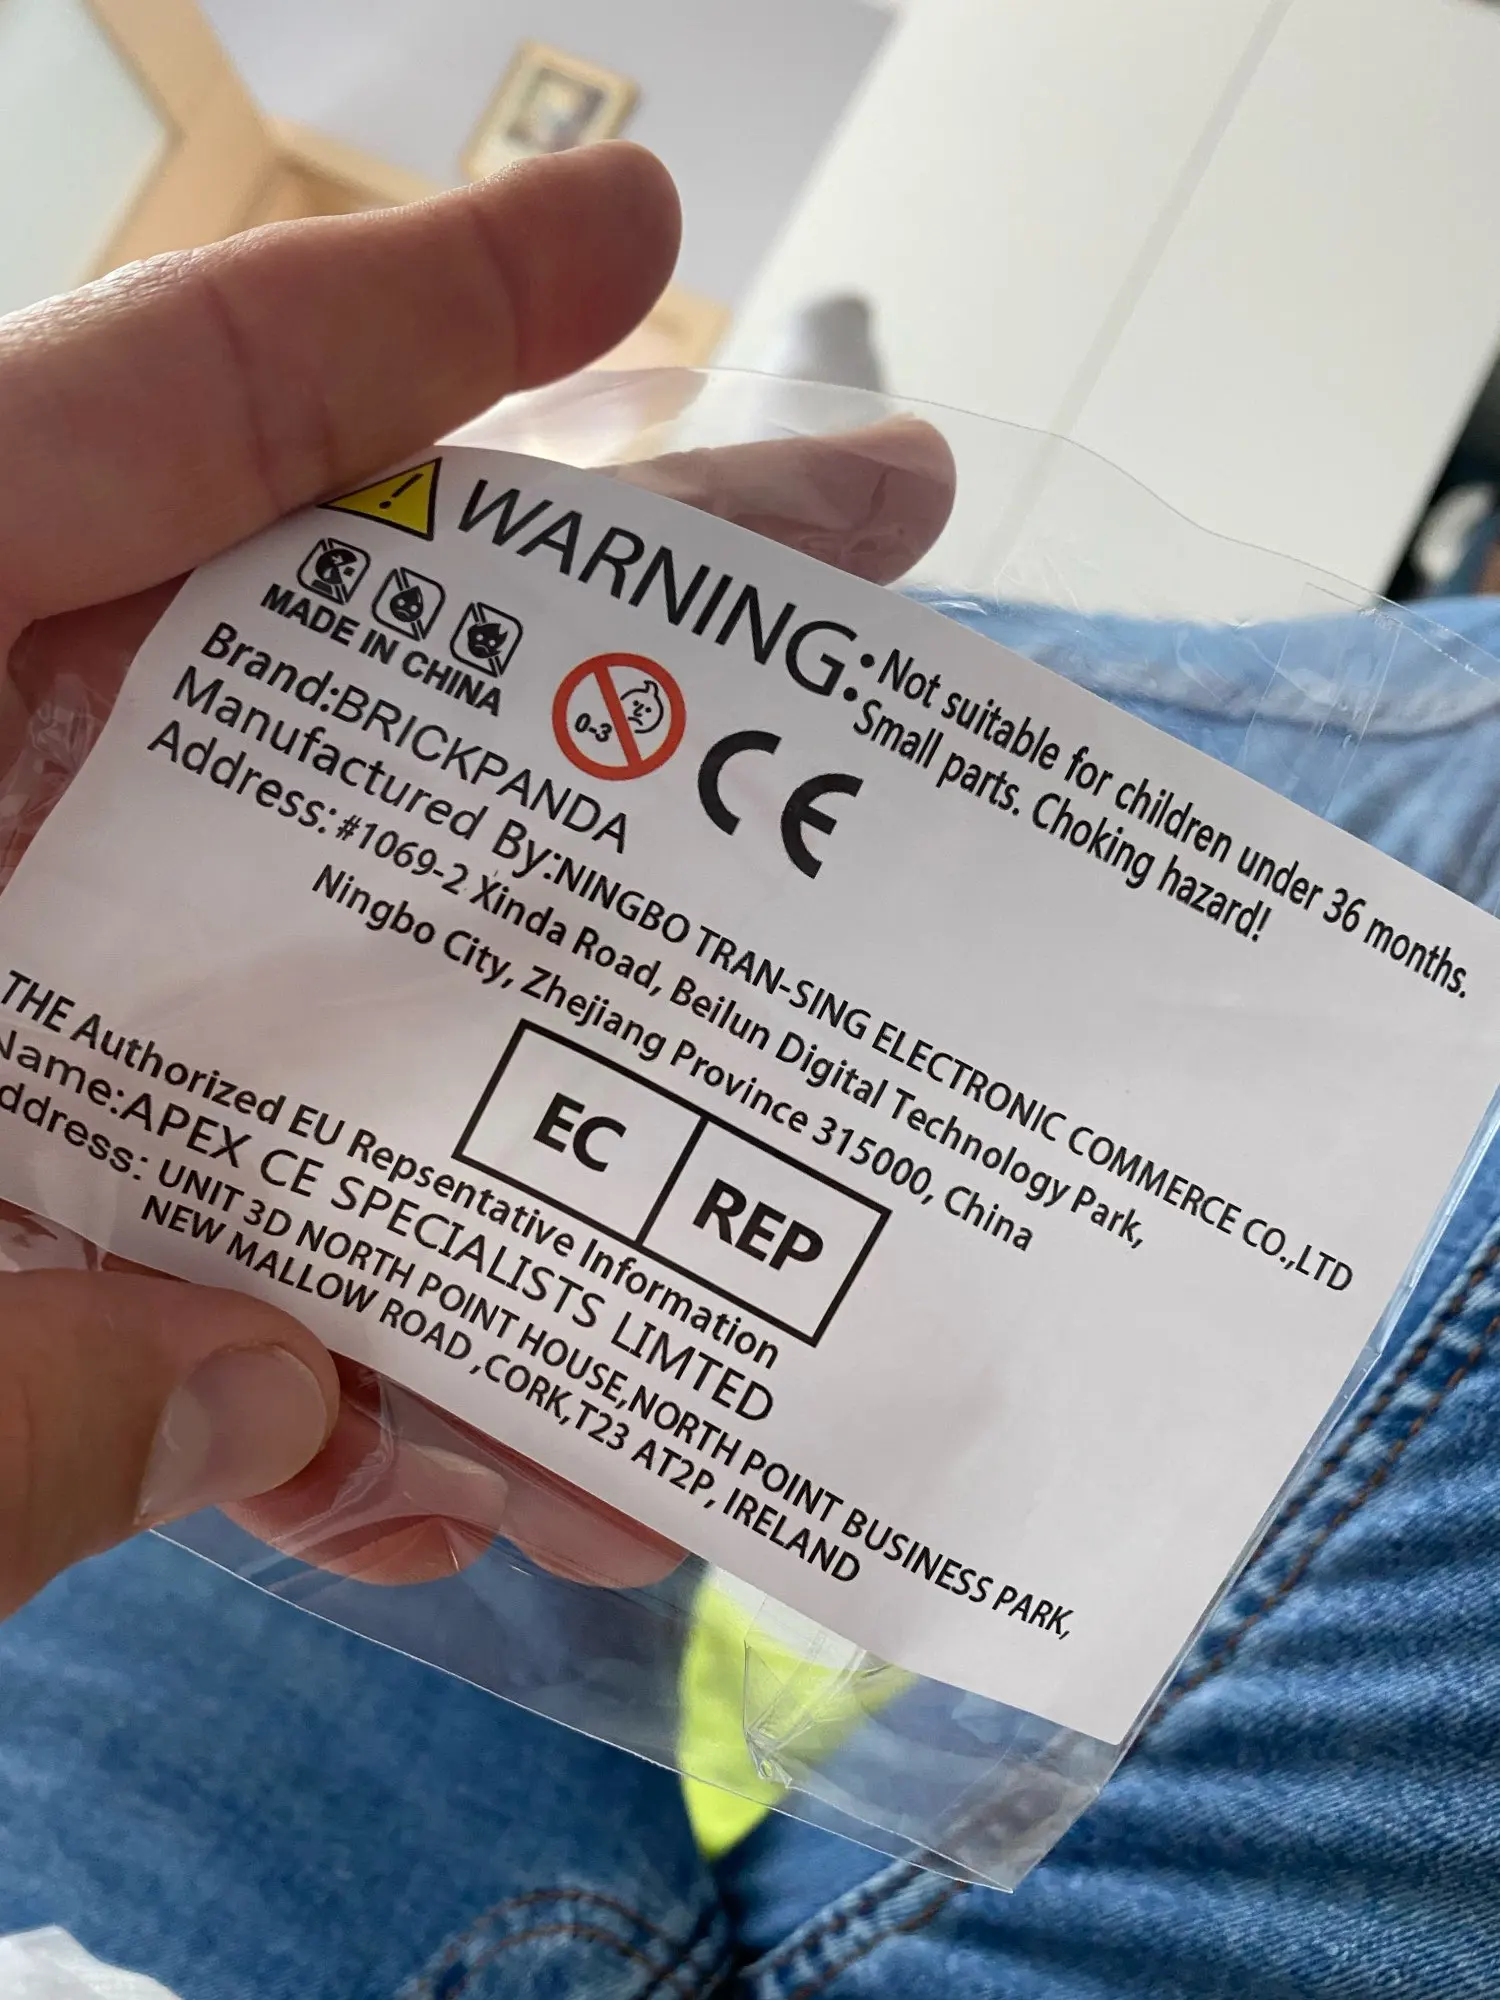 WARNING:
Not suitable for children under 36 months.
Small parts. Choking hazard!
MADE IN CHINA
0-3
CE
Brand:BRICKPANDA
Manufactured By:NINGBO TRAN-SING ELECTRONIC COMMERCE CO.,LTD
Address:#1069-2 Xinda Road, Beilun Digital Technology Park,
Ningbo City, Zhejiang Province 315000, China
EC REP
THE Authorized EU Repsentative Information
Name:APEX CE SPECIALISTS LIMTED
ddress: UNIT 3D NORTH POINT HOUSE,NORTH POINT BUSINESS PARK,
NEW MALLOW ROAD ,CORK,T23 AT2P, IRELAND